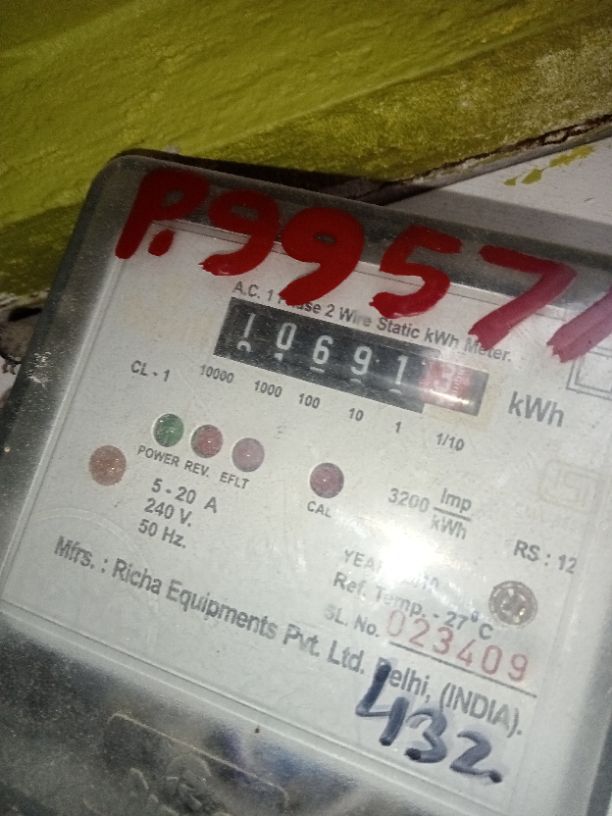 P.9957
A.C. 1 Phase 2 Wire Static kWh Meter.
10691
kWh
CL - 1 10000 1000 100 10 1 1/10
POWER REV. EFLT
CAL
3200 Imp/kWh
5 - 20 A
240 V.
50 Hz.
RS : 12
YEAR
Ref. Temp. - 27°C
SL. No. 023409
Mfrs. : Richa Equipments Pvt. Ltd. Delhi, (INDIA).
432